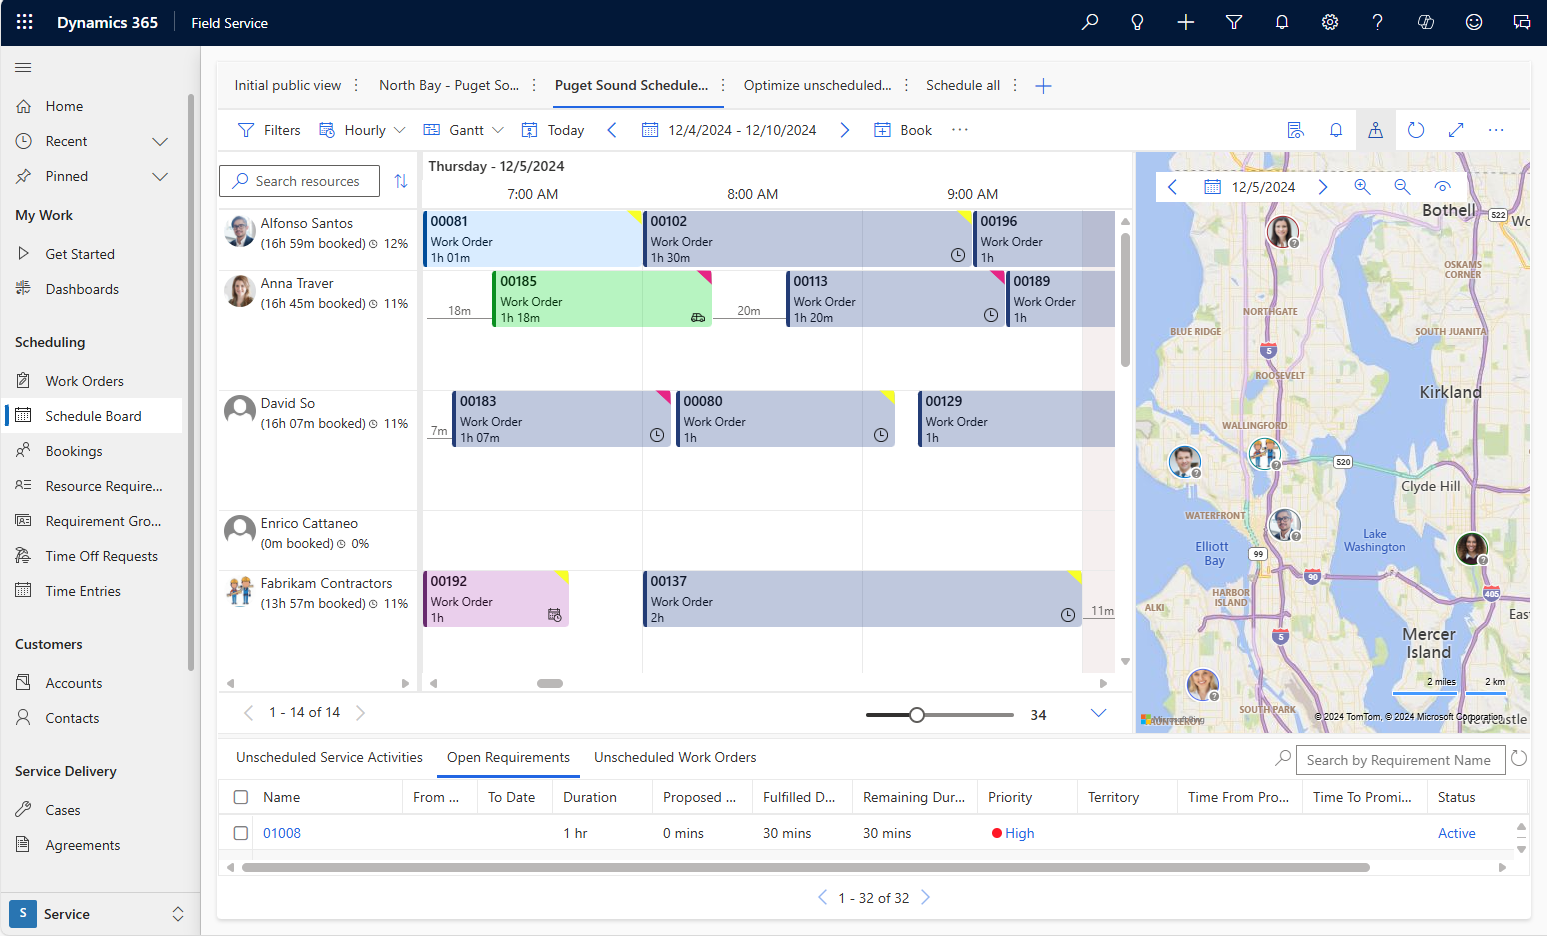 Dynamics 365
Field Service
Home
Recent
Pinned
My Work
Get Started
Dashboards
Scheduling
Work Orders
Schedule Board
Bookings
Resource Require...
Requirement Gro...
Time Off Requests
Time Entries
Customers
Accounts
Contacts
Service Delivery
Cases
Agreements
S Service
Initial public view
North Bay - Puget So...
Puget Sound Schedule...
Optimize unscheduled...
Schedule all
Filters
Hourly
Gantt
Today
12/4/2024 - 12/10/2024
Book
Search resources
Thursday - 12/5/2024
7:00 AM
8:00 AM
9:00 AM
Alfonso Santos
(16h 59m booked) 12%
00081
Work Order
1h 01m
00102
Work Order
1h 30m
00196
Work Order
1h
Anna Traver
(16h 45m booked) 11%
18m
00185
Work Order
1h 18m
20m
00113
Work Order
1h 20m
00189
Work Order
1h
David So
(16h 07m booked) 11%
7m
00183
Work Order
1h 07m
00080
Work Order
1h
00129
Work Order
1h
Enrico Cattaneo
(0m booked) 0%
Fabrikam Contractors
(13h 57m booked) 11%
00192
Work Order
1h
00137
Work Order
2h
11m
1 - 14 of 14
34
12/5/2024
Bothell
522
Wo
OSKAMS
CORNER
NORTHGATE
BLUE RIDGE
SOUTH JUANITA
5
ROOSEVELT
Kirkland
WALLINGFORD
520
Clyde Hill
WATERFRONT
Elliott
Bay
Lake
Washington
99
90
405
HARBOR
ISLAND
ALKI
East
5
Mercer
Island
2 miles
2 km
SOUTH PARK
© 2024 TomTom, © 2024 Microsoft Corporation
Newcastle
Unscheduled Service Activities
Open Requirements
Unscheduled Work Orders
Search by Requirement Name
Name
From ...
To Date
Duration
Proposed ...
Fulfilled D...
Remaining Dur...
Priority
Territory
Time From Pro...
Time To Promi...
Status
01008
1 hr
0 mins
30 mins
30 mins
High
Active
1 - 32 of 32